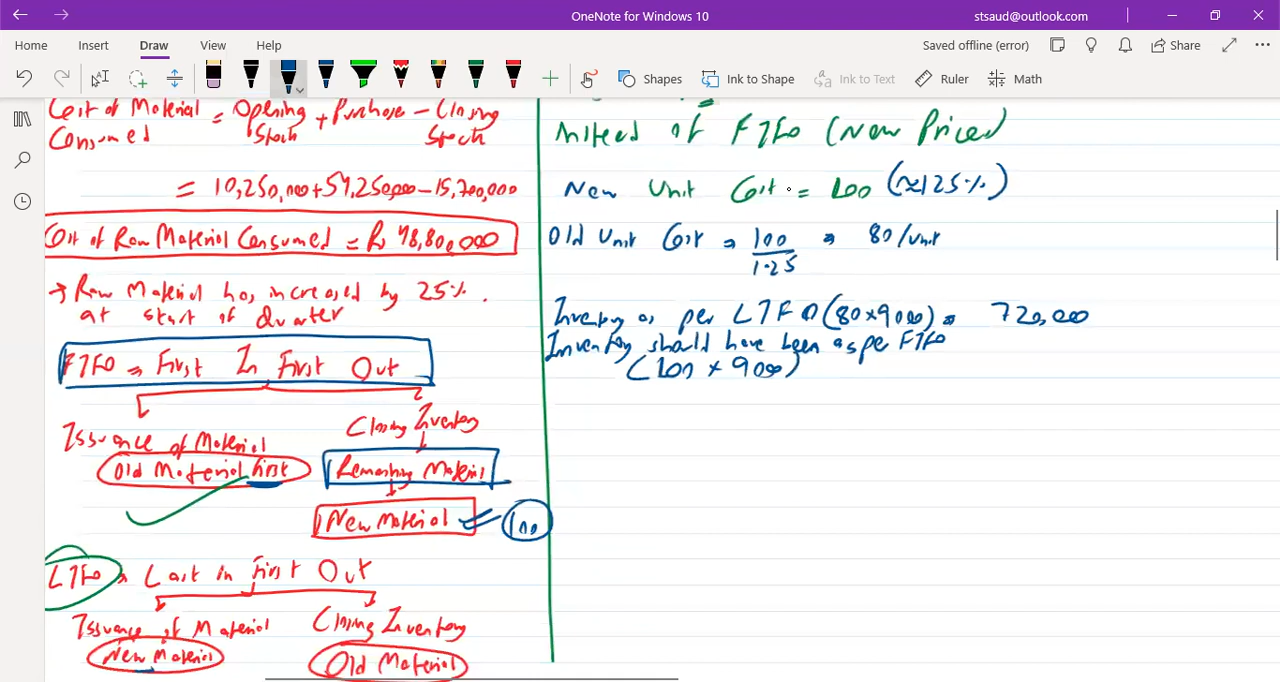 OneNote for Windows 10
stsaud@outlook.com
Home Insert Draw View Help
Saved offline (error)
Share
Shapes
Ink to Shape
Ink to Text
Ruler
Math
Cost of Material Consumed = Opening Stock + Purchase - Closing Stock
= 10,250,000+54,250,000-15,700,000
Cost of Raw Material Consumed = Rs 48,800,000
→ Raw Material has increased by 25%.
at start of Quarter
FIFO = First In First Out
Issuance of Material
Old Material first
Closing Inventory
Remaining Material
New Material
100
LIFO Last in First Out
Issuance of Material
New Material
Closing Inventory
Old Material
Instead of FIFO (New Prices)
New Unit Cost = 100 (125%)
Old Unit Cost = 100
1.25
= 80/unit
Inventory as per LIFO (80×9000) = 720,000
Inventory should have been as per FIFO
(100 × 9000)